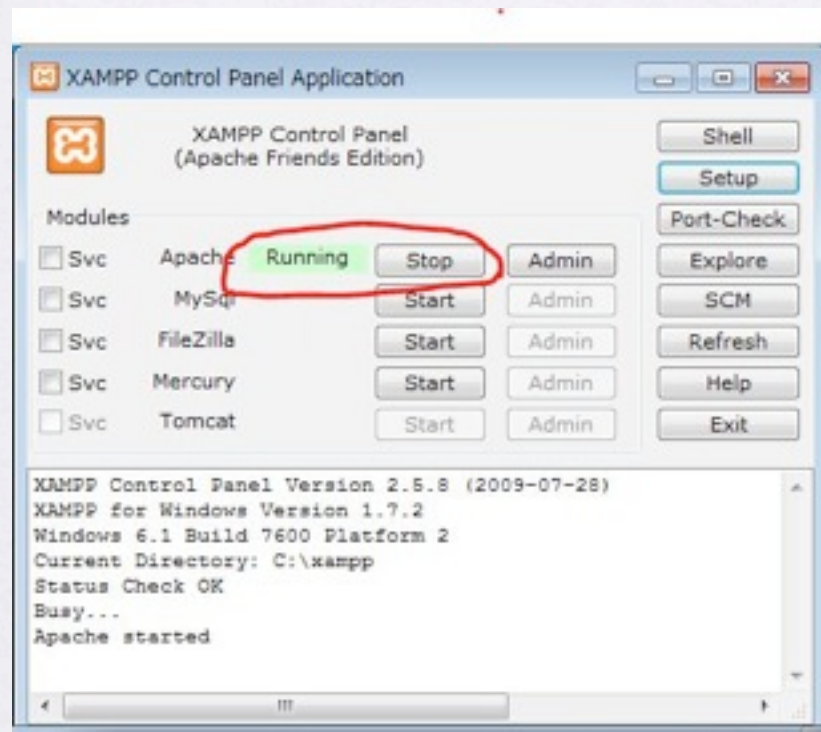 XAMPP Control Panel Application
XAMPP Control Panel
(Apache Friends Edition)
Shell
Setup
Port-Check
Explore
SCM
Refresh
Help
Exit
Modules
Svc Apache Running Stop Admin
Svc MySql Start Admin
Svc FileZilla Start Admin
Svc Mercury Start Admin
Svc Tomcat Start Admin
XAMPP Control Panel Version 2.5.8 (2009-07-28)
XAMPP for Windows Version 1.7.2
Windows 6.1 Build 7600 Platform 2
Current Directory: C:\xampp
Status Check OK
Busy...
Apache started